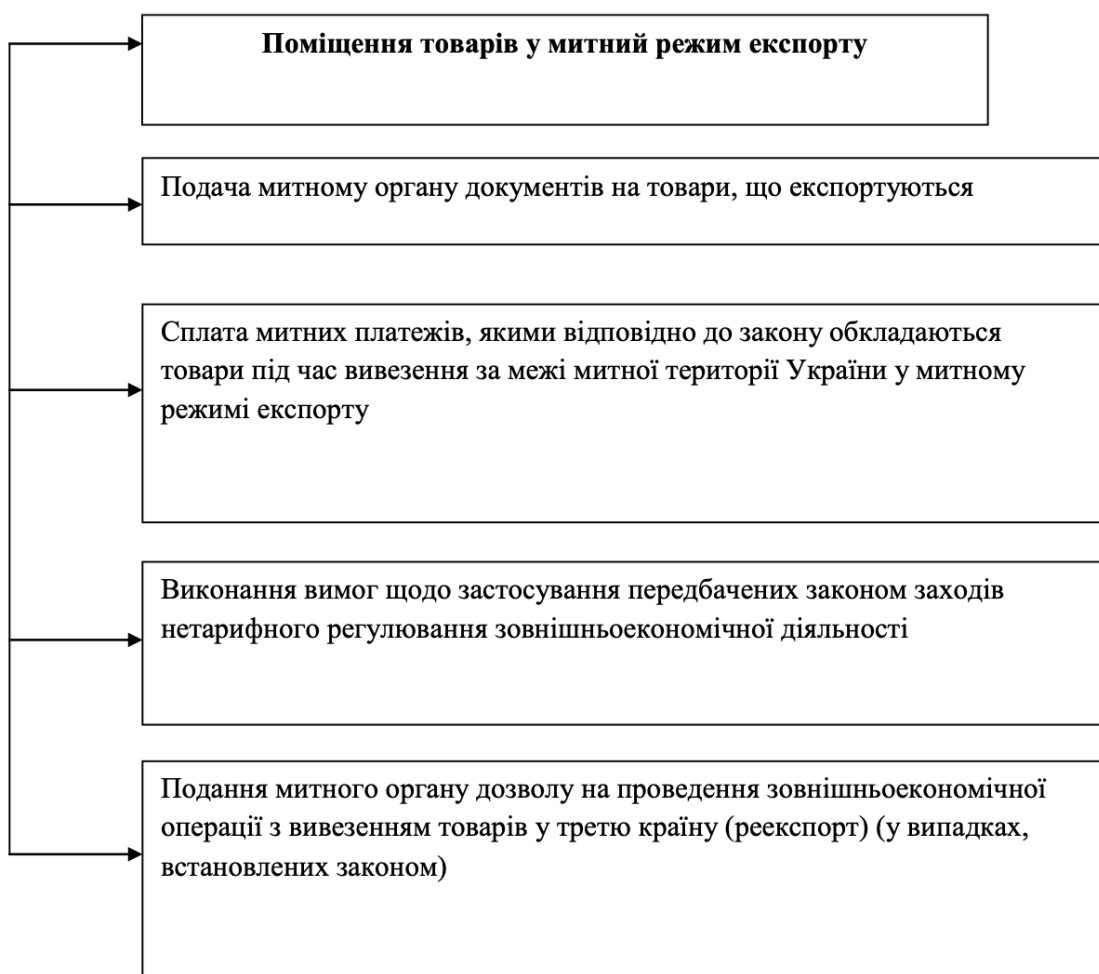 Поміщення товарів у митний режим експорту
Подача митному органу документів на товари, що експортуються
Сплата митних платежів, якими відповідно до закону обкладаються
товари під час вивезення за межі митної території України у митному
режимі експорту
Виконання вимог щодо застосування передбачених законом заходів
нетарифного регулювання зовнішньоекономічної діяльності
Подання митного органу дозволу на проведення зовнішньоекономічної
операції з вивезенням товарів у третю країну (реекспорт) (у випадках,
встановлених законом)